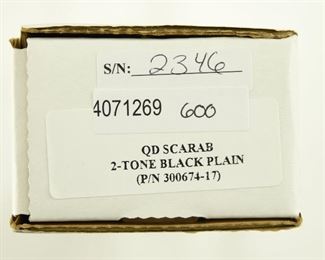 S/N: 2346
4071269 600
QD SCARAB
2-TONE BLACK PLAIN
(P/N 300674-17)